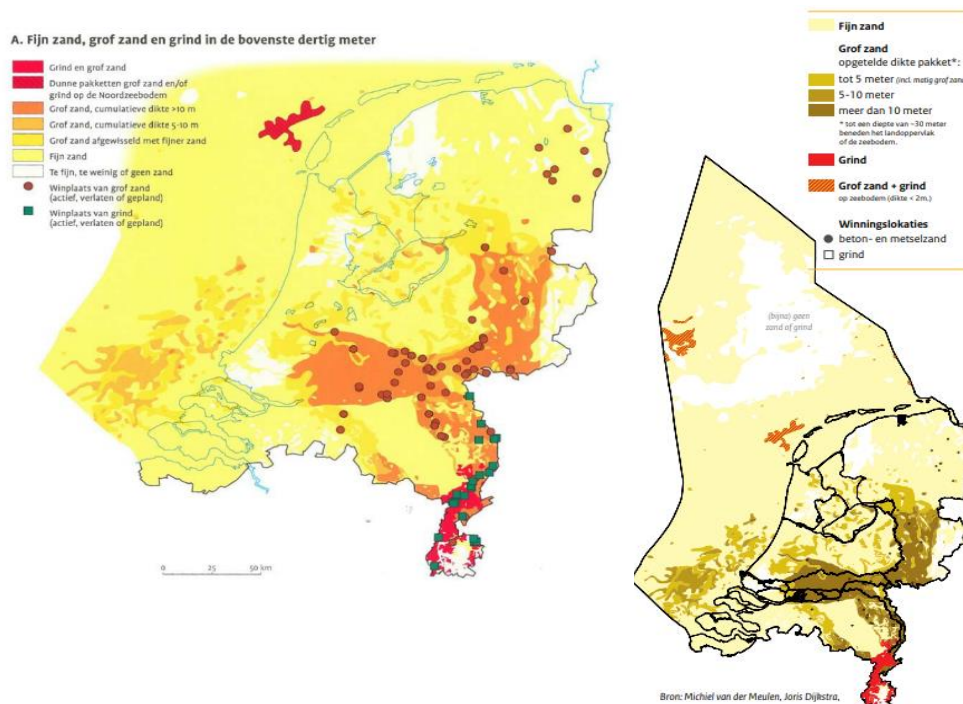 A. Fijn zand, grof zand en grind in de bovenste dertig meter
Grind en grof zand
Dunne pakketten grof zand en/of
grind op de Noordzeebodem
Grof zand, cumulatieve dikte >10 m
Grof zand, cumulatieve dikte 5-10 m
Grof zand afgewisseld met fijner zand
Fijn zand
Te fijn, te weinig of geen zand
Winplaats van grof zand
(actief, verlaten of gepland)
Winplaats van grind
(actief, verlaten of gepland)
0 25 50 km
Fijn zand
Grof zand
opgetelde dikte pakket*:
tot 5 meter (incl. matig grof zand
5-10 meter
meer dan 10 meter
* tot een diepte van ~30 meter
beneden het landoppervlak
of de zeebodem.
Grind
Grof zand + grind
op zeebodem (dikte < 2m.)
Winningslokaties
beton- en metselzand
grind
(bijna) geen
zand of grind
Bron: Michiel van der Meulen, Joris Dijkstra,